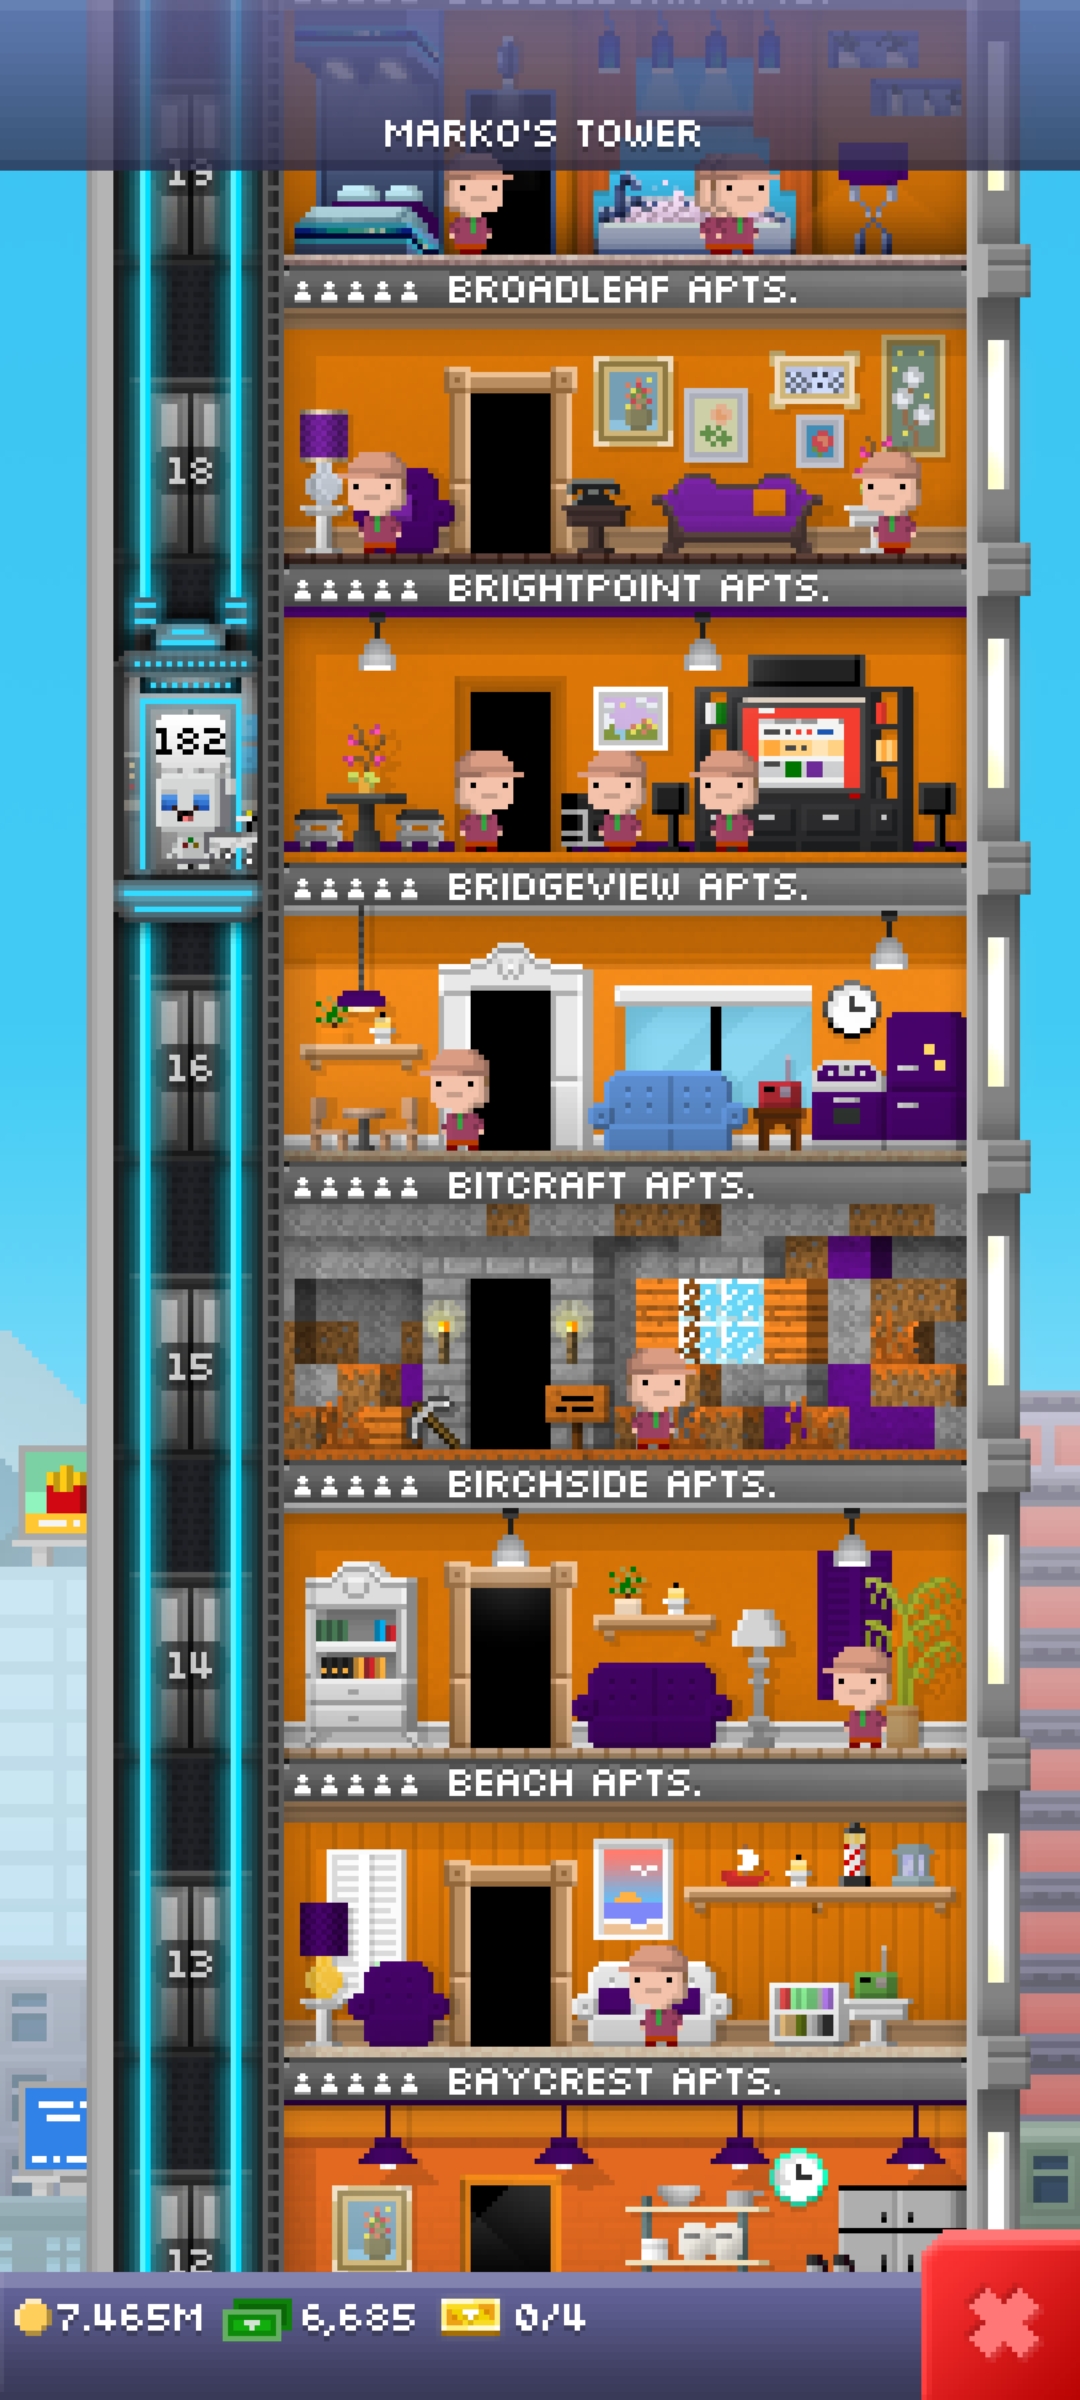 MARKO'S TOWER
19
BROADLEAF APTS.
18
BRIGHTPOINT APTS.
182
BRIDGEVIEW APTS.
16
BITCRAFT APTS.
15
BIRCHSIDE APTS.
14
BEACH APTS.
13
BAYCREST APTS.
12
7.465M 6,685 0/4